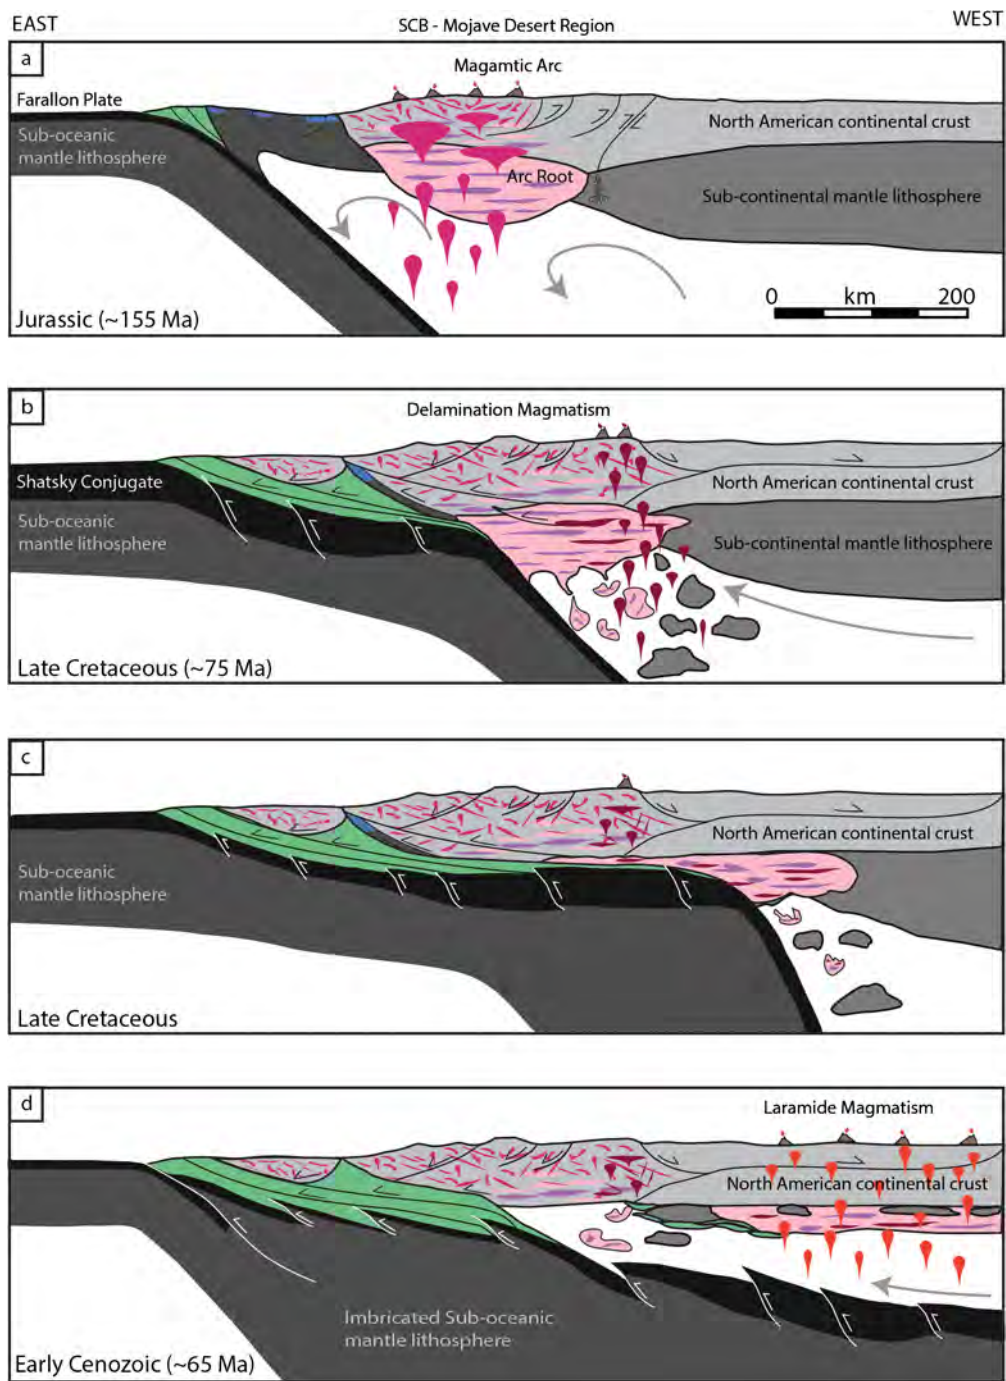 EAST
SCB - Mojave Desert Region
WEST
a
Magamtic Arc
Farallon Plate
Sub-oceanic
mantle lithosphere
North American continental crust
Arc Root
Sub-continental mantle lithosphere
0 km 200
Jurassic (~155 Ma)
b
Delamination Magmatism
Shatsky Conjugate
North American continental crust
Sub-oceanic
mantle lithosphere
Sub-continental mantle lithosphere
Late Cretaceous (~75 Ma)
c
North American continental crust
Sub-oceanic
mantle lithosphere
Late Cretaceous
d
Laramide Magmatism
North American continental crust
Imbricated Sub-oceanic
mantle lithosphere
Early Cenozoic (~65 Ma)